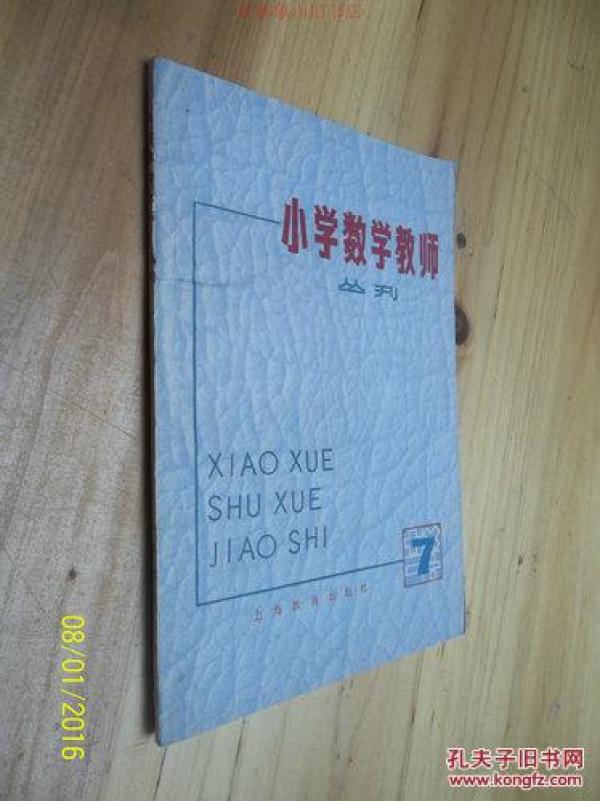 小学数学教师
丛刊
XIAO XUE
SHU XUE
JIAO SHI
7
上海教育出版社
08/01/2016
孔夫子旧书网
www.kongfz.com